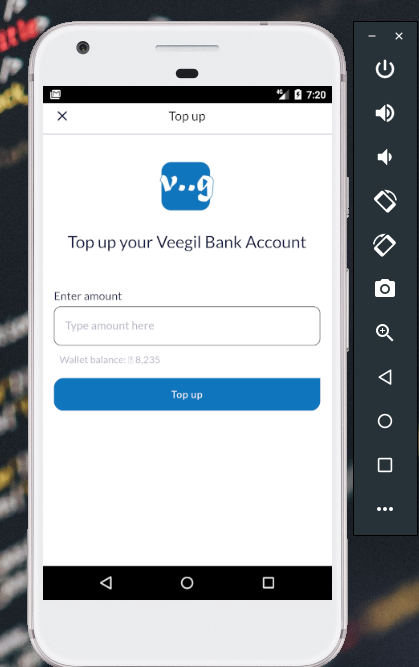 4G 7:20
Top up
v..g
Top up your Veegil Bank Account
Enter amount
Type amount here
Wallet balance: ⍰ 8,235
Top up